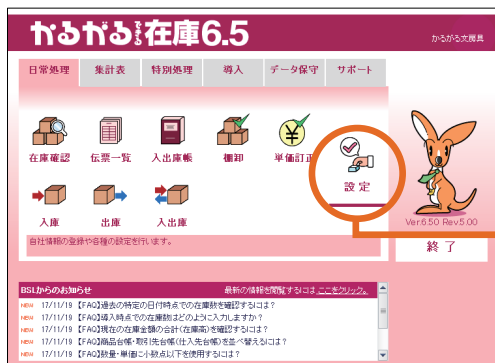 かるがるできる在庫6.5
かるがる文房具
日常処理 集計表 特別処理 導入 データ保守 サポート
在庫確認 伝票一覧 入出庫帳 棚卸 単価訂正
設定
入庫 出庫 入出庫
自社情報の登録や各種の設定を行います。
Ver.6.50 Rev5.00
終了
BSLからのお知らせ 最新の情報を閲覧するには ここをクリック。
NEW 17/11/19 【FAQ】過去の特定の日付時点での在庫数を確認するには？
NEW 17/11/19 【FAQ】導入時点での在庫数はどのように入力しますか？
NEW 17/11/19 【FAQ】現在の在庫金額の合計(在庫高)を確認するには？
NEW 17/11/19 【FAQ】商品台帳・取引先台帳(仕入先台帳)を並べ替えるには？
NEW 17/11/19 【FAQ】数量・単価に小数点以下を使用するには？